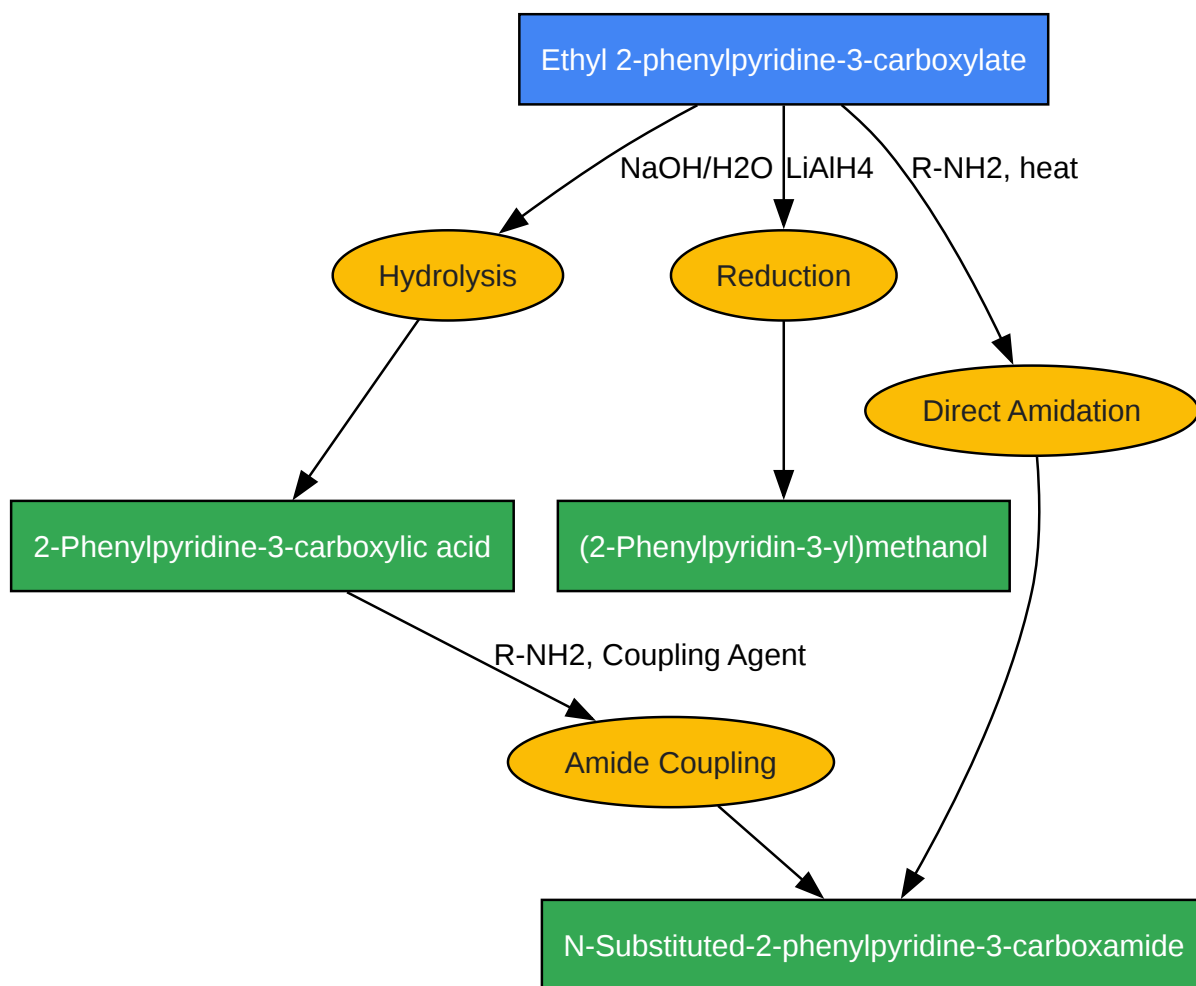 Ethyl 2-phenylpyridine-3-carboxylate
NaOH/H2O
LiAlH4
R-NH2, heat
Hydrolysis
Reduction
Direct Amidation
2-Phenylpyridine-3-carboxylic acid
(2-Phenylpyridin-3-yl)methanol
R-NH2, Coupling Agent
Amide Coupling
N-Substituted-2-phenylpyridine-3-carboxamide